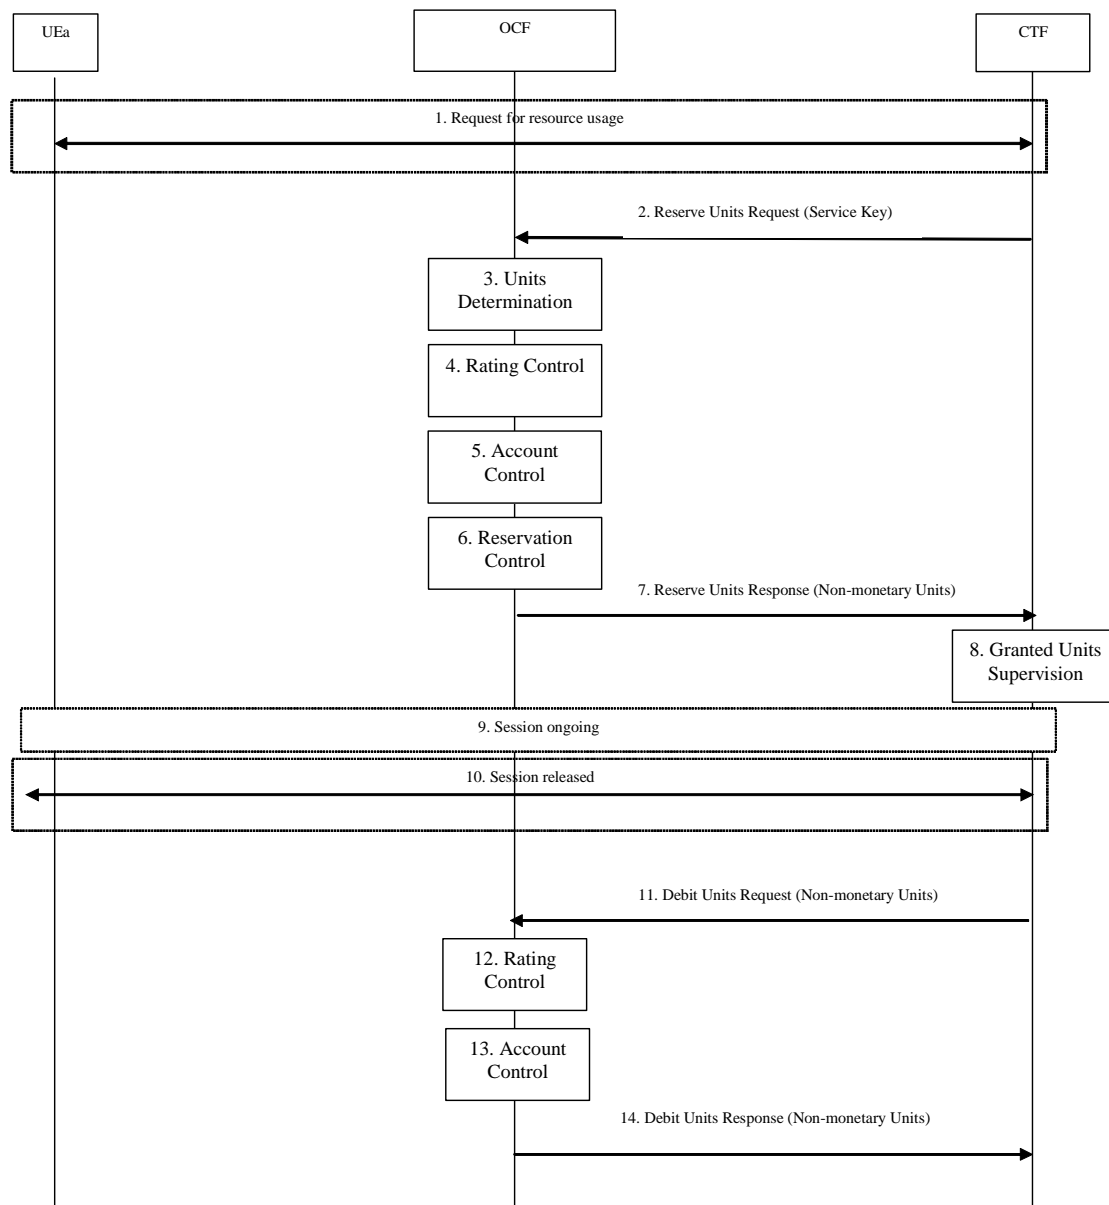 UEa
OCF
CTF
1. Request for resource usage
2. Reserve Units Request (Service Key)
3. Units
Determination
4. Rating Control
5. Account
Control
6. Reservation
Control
7. Reserve Units Response (Non-monetary Units)
8. Granted Units
Supervision
9. Session ongoing
10. Session released
11. Debit Units Request (Non-monetary Units)
12. Rating
Control
13. Account
Control
14. Debit Units Response (Non-monetary Units)